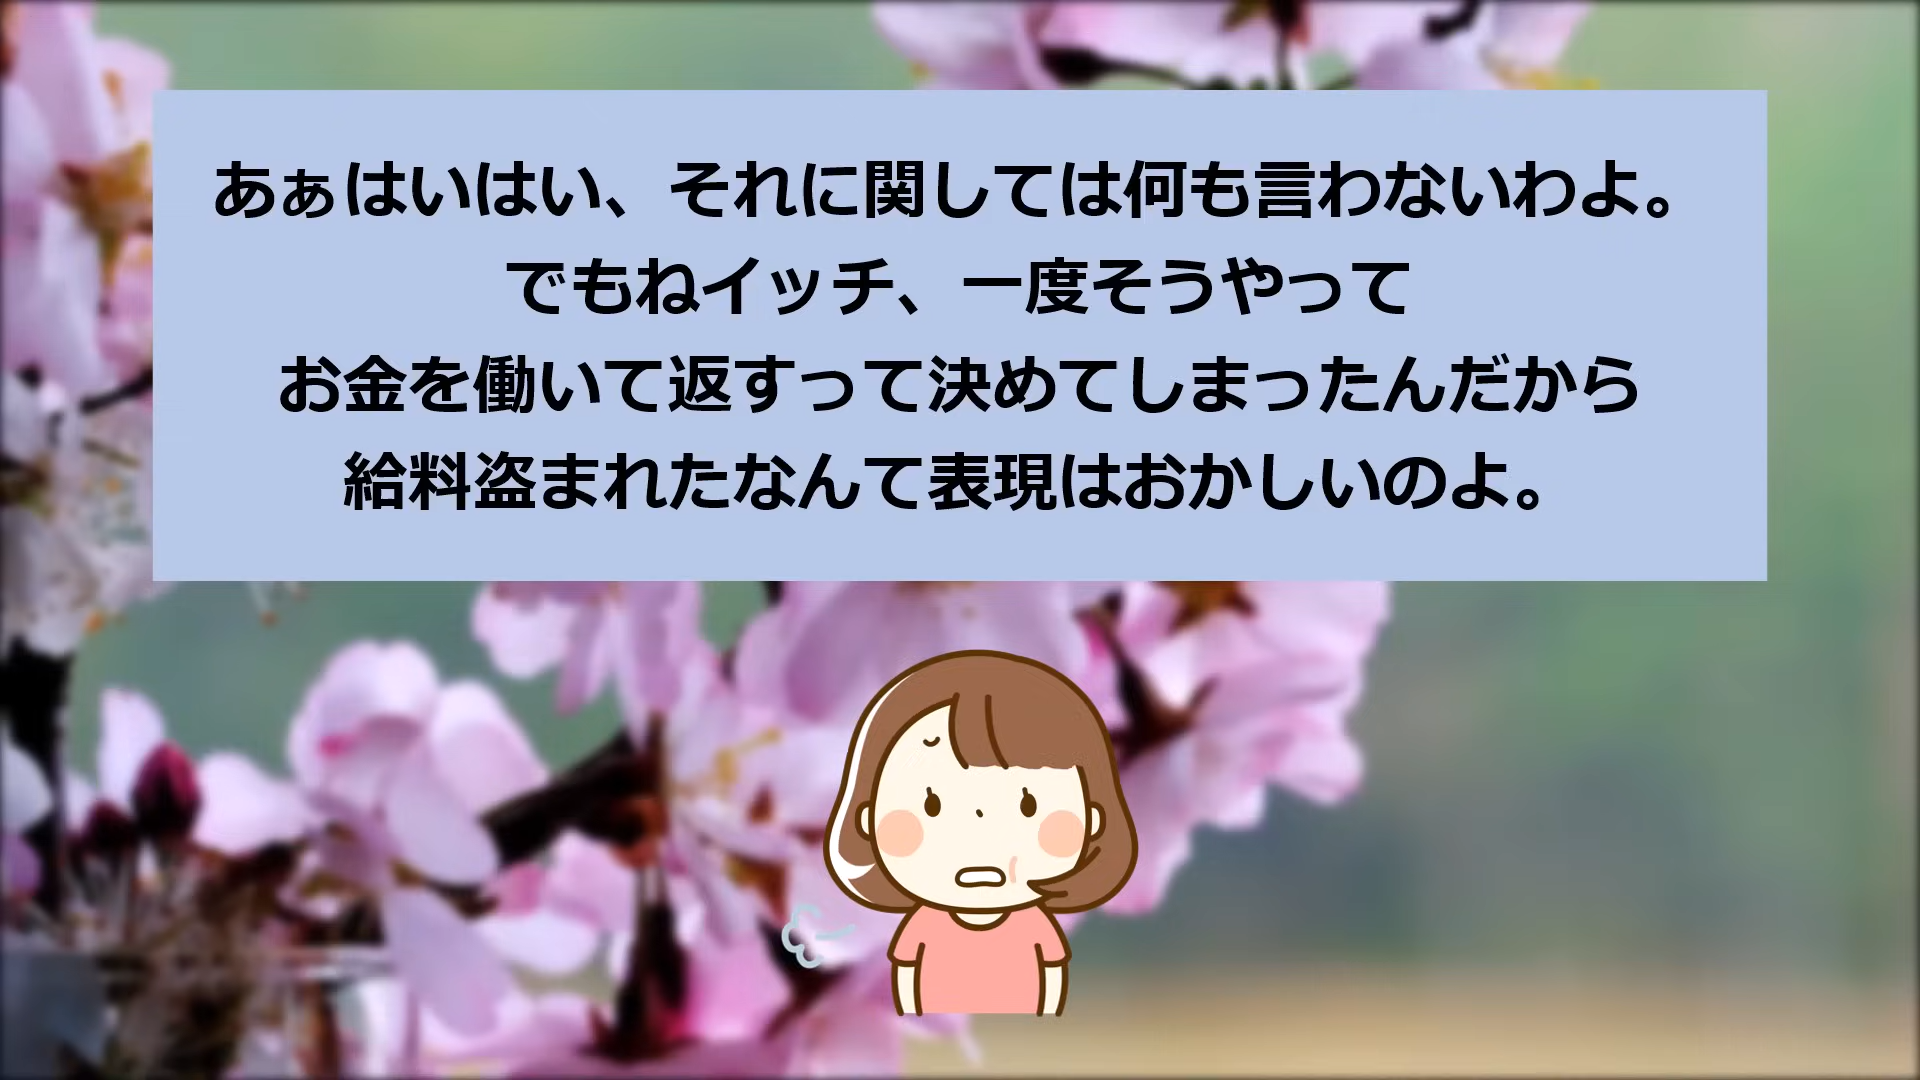 あぁはいはい、それに関しては何も言わないわよ。
でもねイッチ、一度そうやって
お金を働いて返すって決めてしまったんだから
給料盗まれたなんて表現はおかしいのよ。